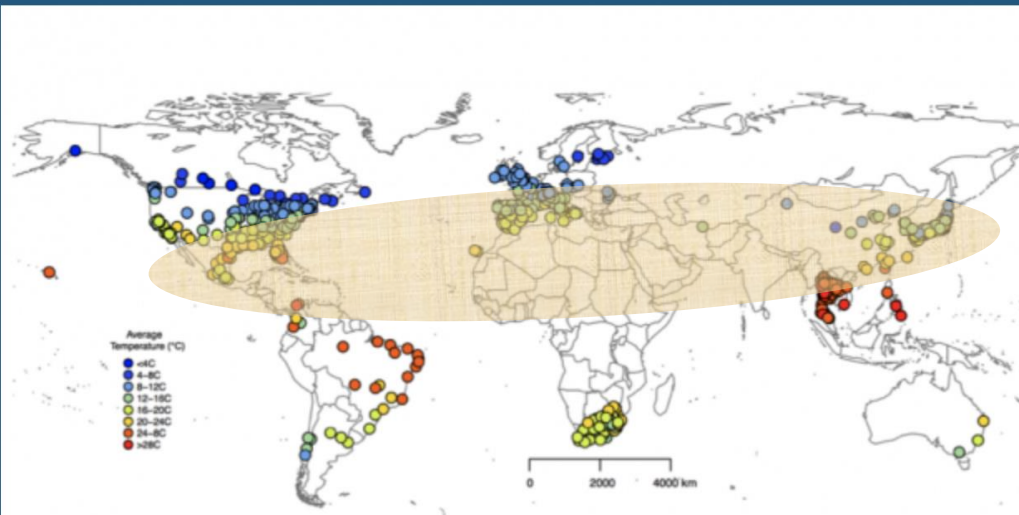 Average
Temperature (°C)
<4C
4–8C
8–12C
12–16C
16–20C
20–24C
24–8C
>28C
0 2000 4000 km